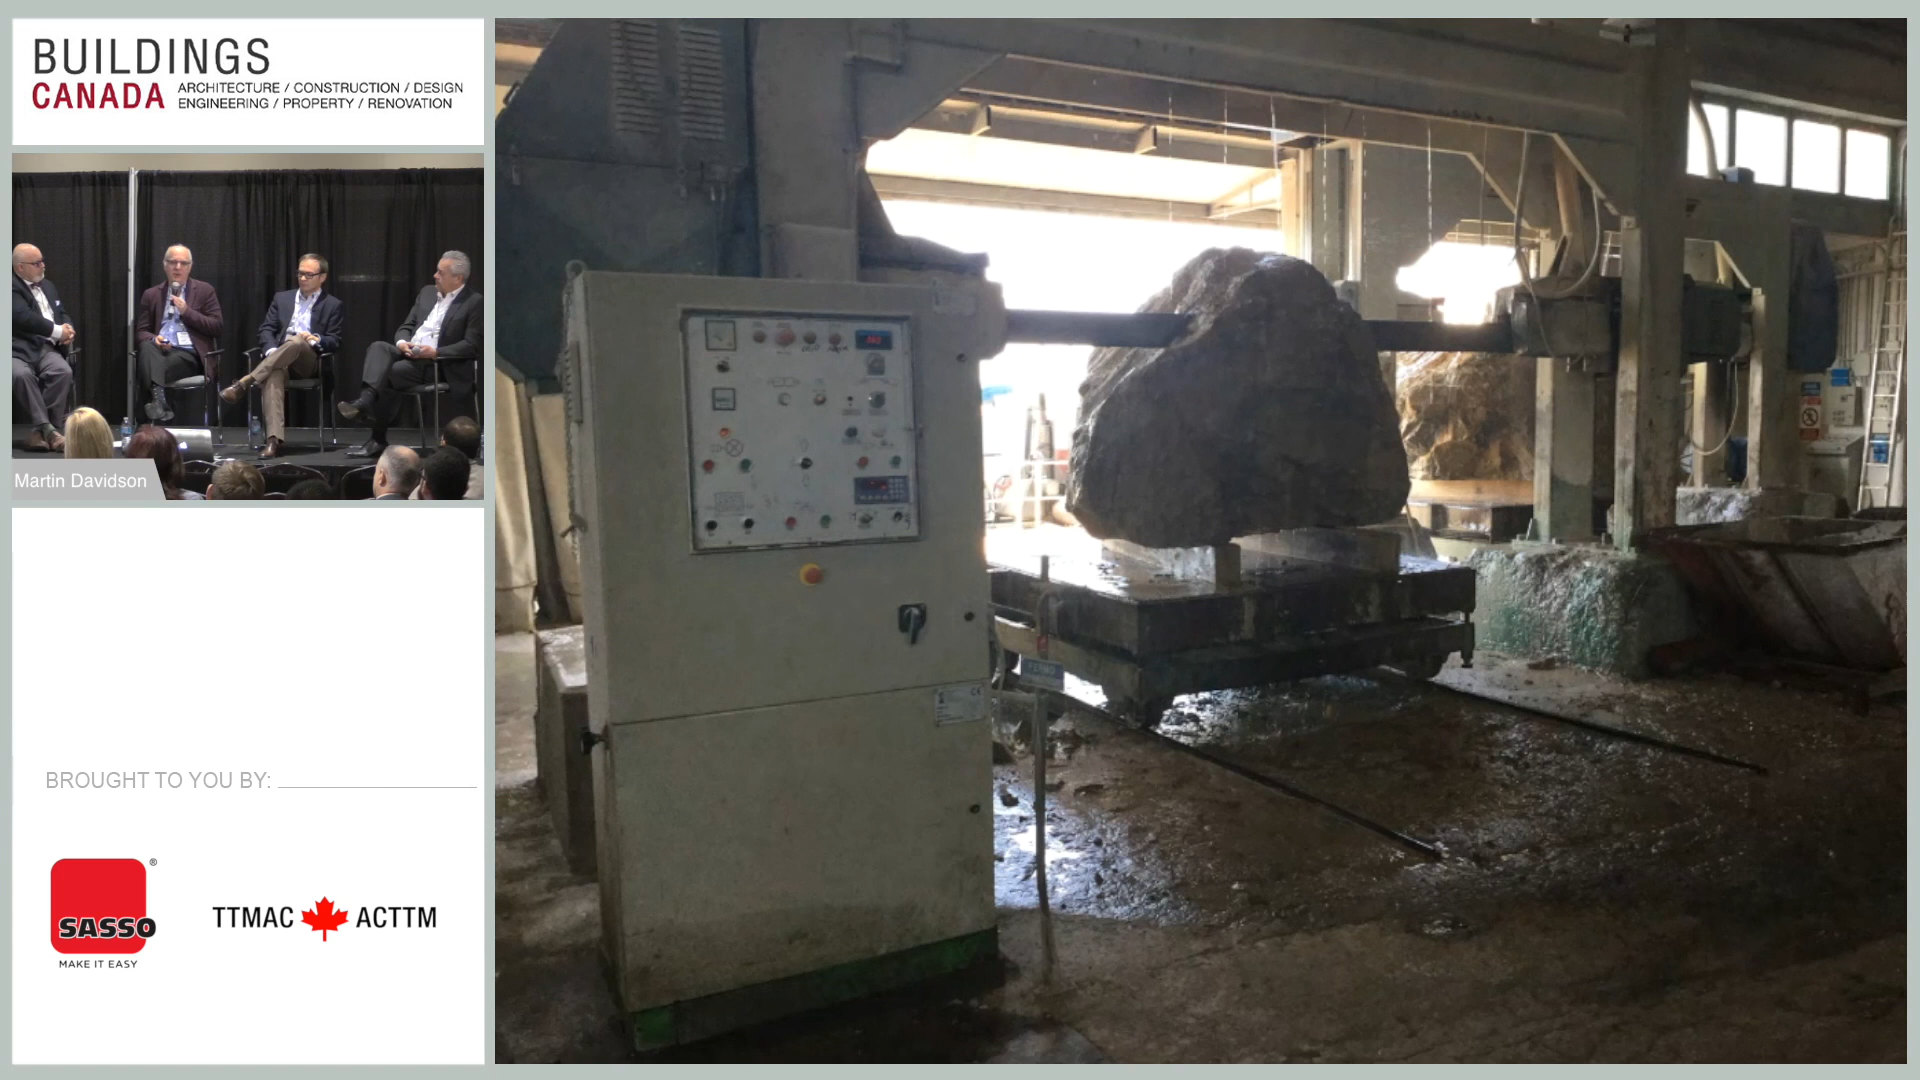 BUILDINGS
CANADA
ARCHITECTURE / CONSTRUCTION / DESIGN
ENGINEERING / PROPERTY / RENOVATION
Martin Davidson
BROUGHT TO YOU BY:
SASSO
®
MAKE IT EASY
TTMAC ACTTM